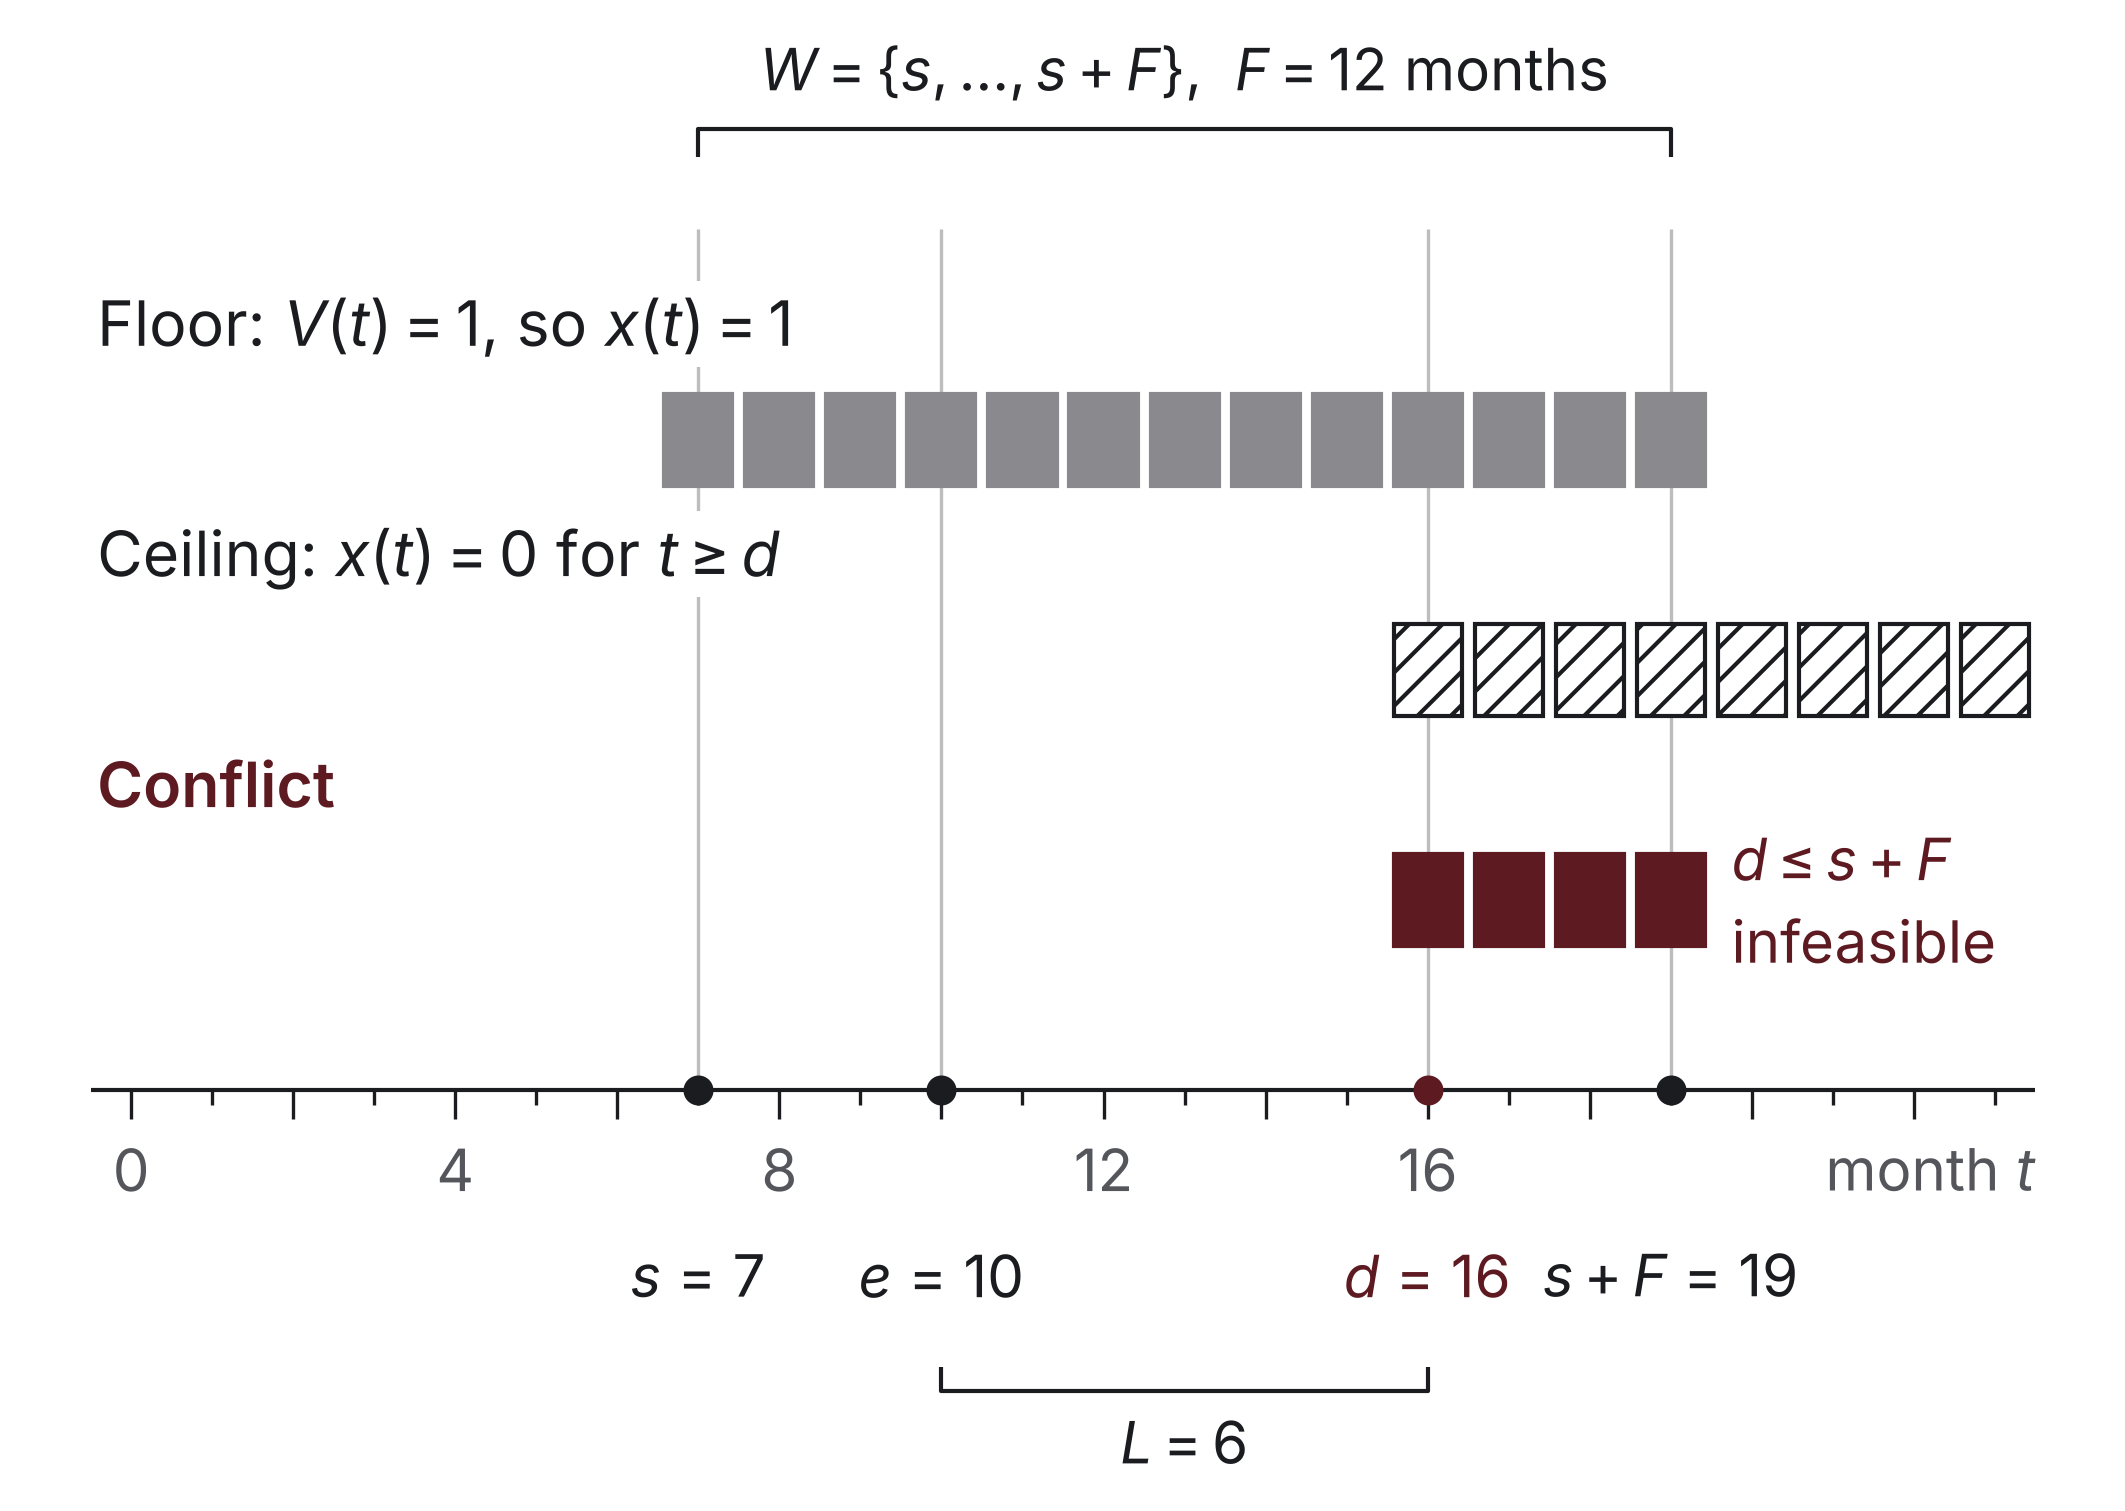 W = {s, ..., s + F},  F = 12 months
Floor: V(t) = 1, so x(t) = 1
Ceiling: x(t) = 0 for t ≥ d
Conflict
d ≤ s + F
infeasible
0 4 8 12 16 month t
s = 7 e = 10 d = 16 s + F = 19
L = 6